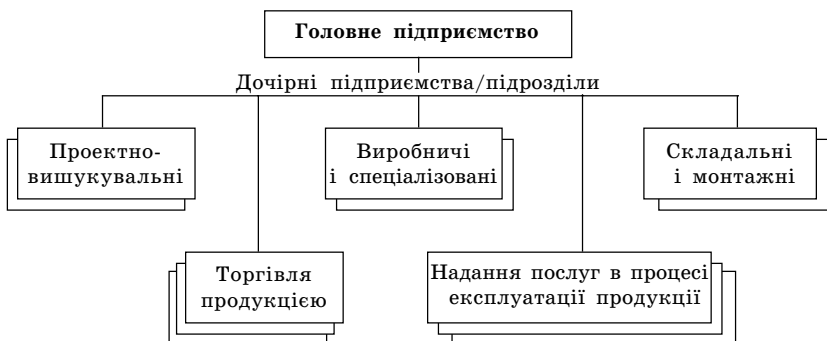 Головне підприємство
Дочірні підприємства/підрозділи
Проектно-
вишукувальні
Виробничі
і спеціалізовані
Складальні
і монтажні
Торгівля
продукцією
Надання послуг в процесі
експлуатації продукції